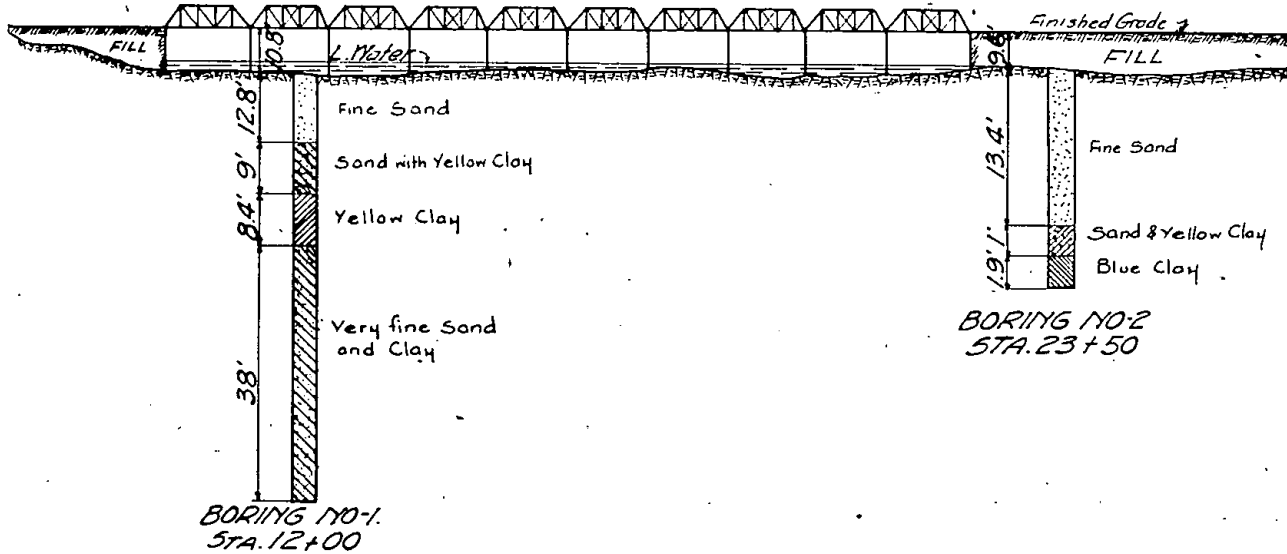 FILL
10.8'
L. Water
Finished Grade
9.6'
FILL
12.8'
Fine Sand
9'
Sand with Yellow Clay
8.4'
Yellow Clay
38'
Very fine Sand
and Clay
BORING NO-1.
STA. 12+00
13.4'
Fine Sand
1'
Sand & Yellow Clay
1.9'
Blue Clay
BORING NO-2
STA. 23+50